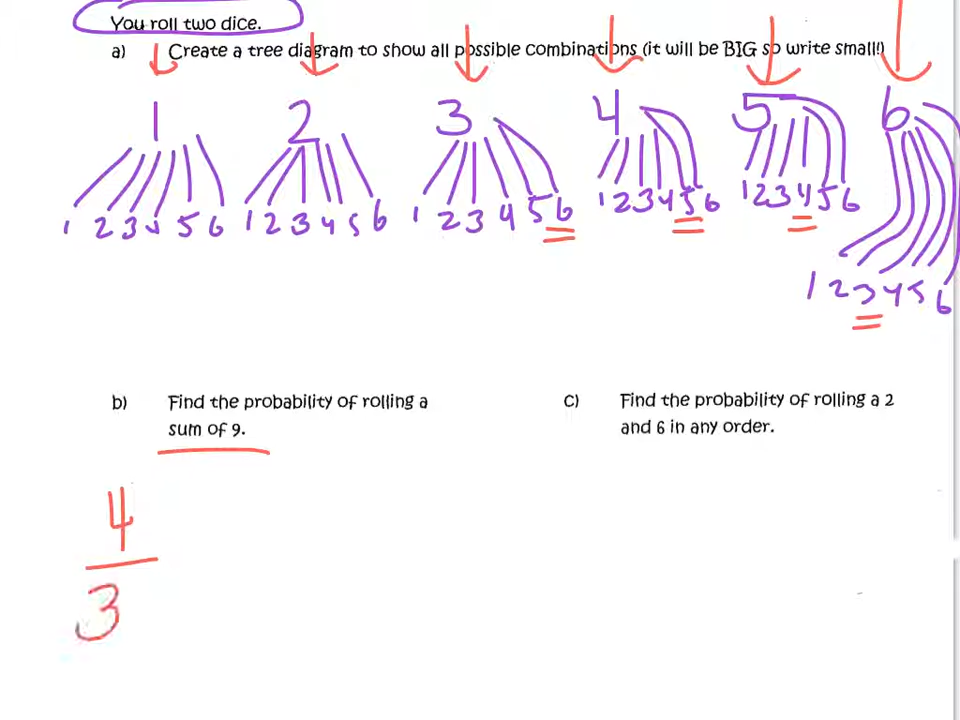 You roll two dice.
a) Create a tree diagram to show all possible combinations (it will be BIG so write small!)
1 2 3 4 5 6
1 2 3 4 5 6 1 2 3 4 5 6 1 2 3 4 5 6 1 2 3 4 5 6 1 2 3 4 5 6
1 2 3 4 5 6
b) Find the probability of rolling a
sum of 9.
c) Find the probability of rolling a 2
and 6 in any order.
4
3